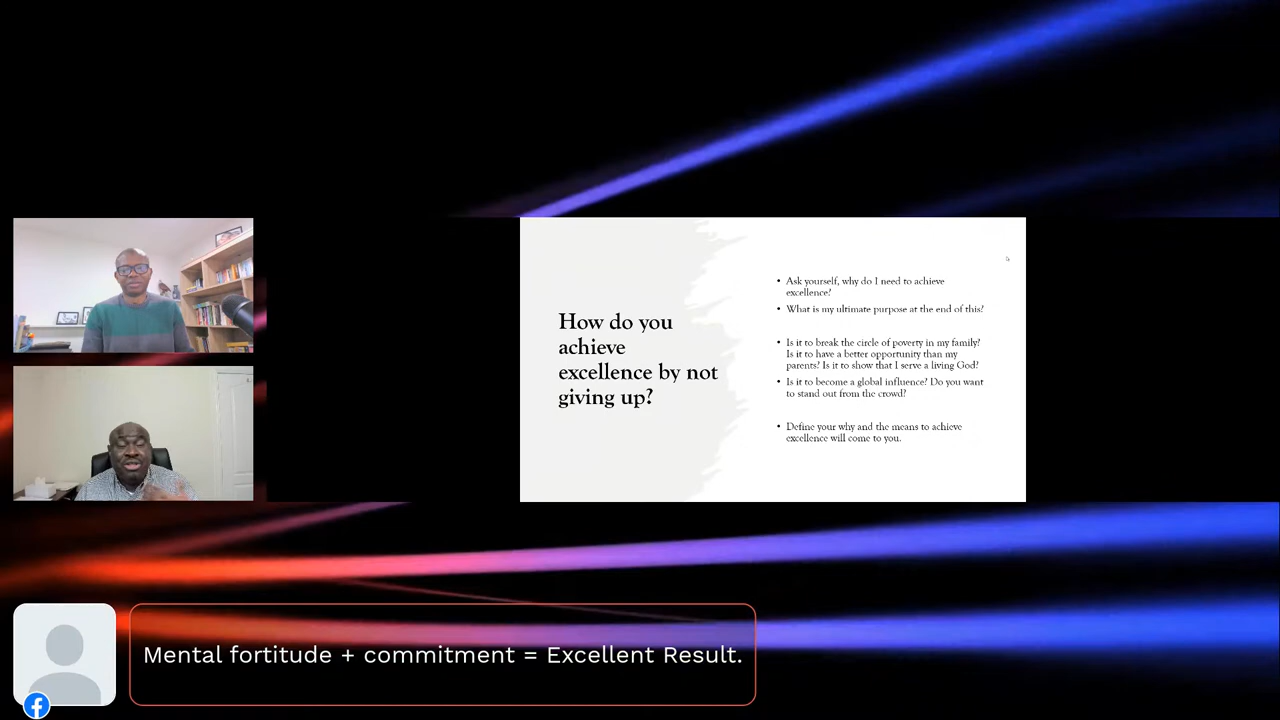 How do you
achieve
excellence by not
giving up?
• Ask yourself, why do I need to achieve
excellence?
• What is my ultimate purpose at the end of this?
• Is it to break the circle of poverty in my family?
Is it to have a better opportunity than my
parents? Is it to show that I serve a living God?
• Is it to become a global influence? Do you want
to stand out from the crowd?
• Define your why and the means to achieve
excellence will come to you.
Mental fortitude + commitment = Excellent Result.